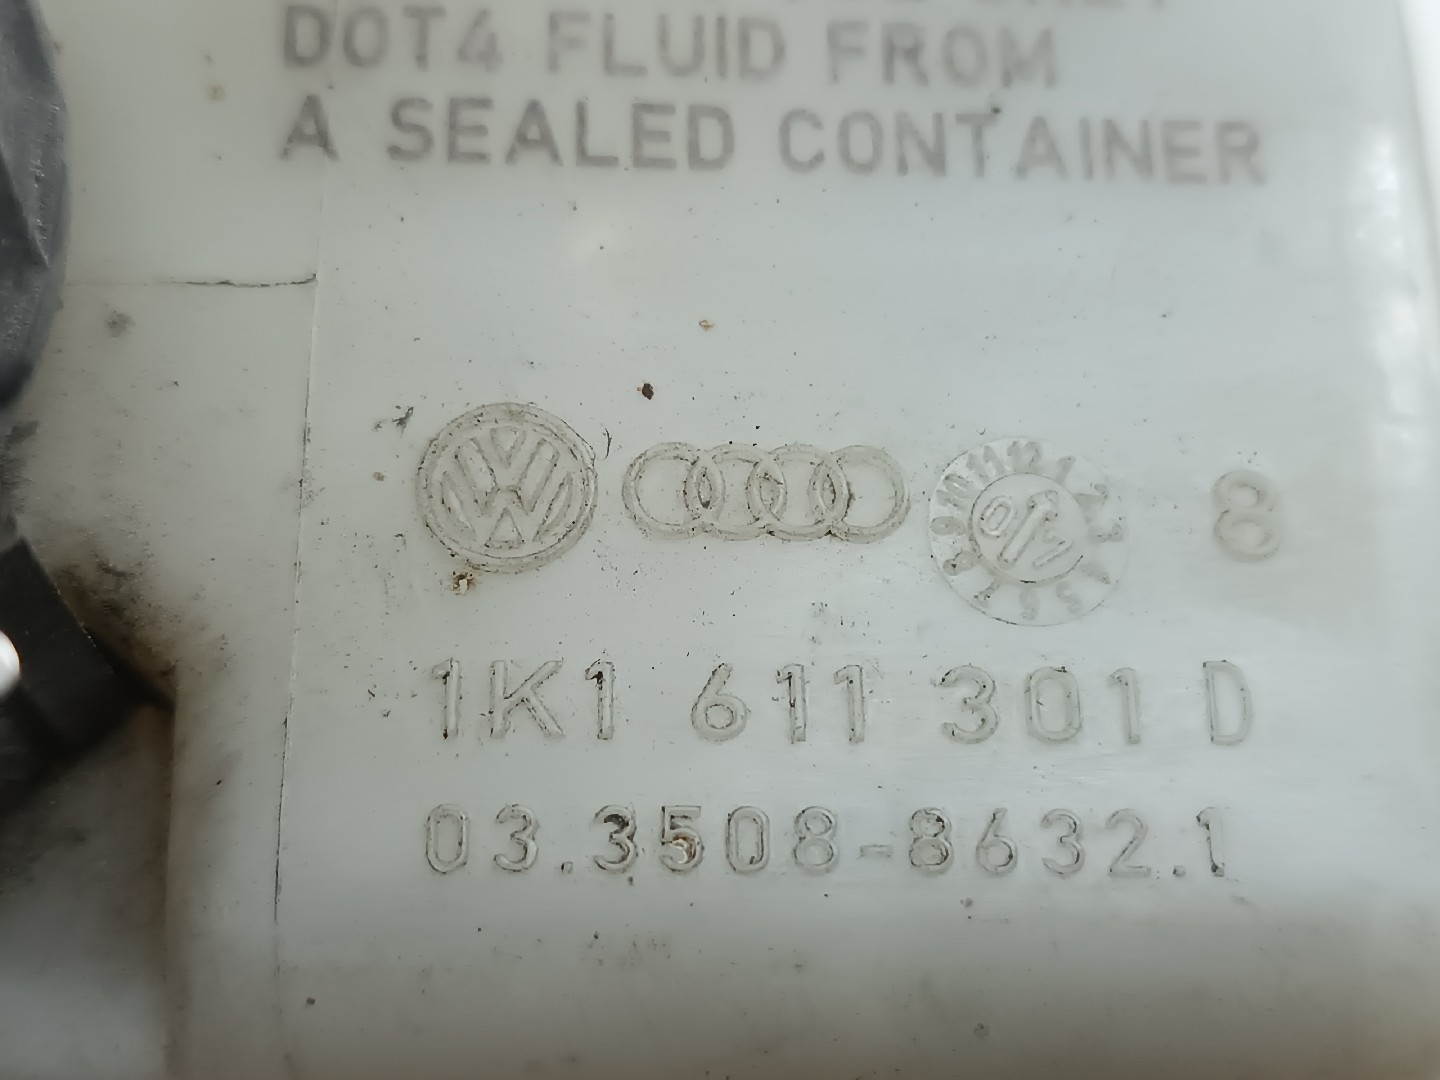 DOT4 FLUID FROM
A SEALED CONTAINER
8
1K1 611 301 D
03.3508-8632.1